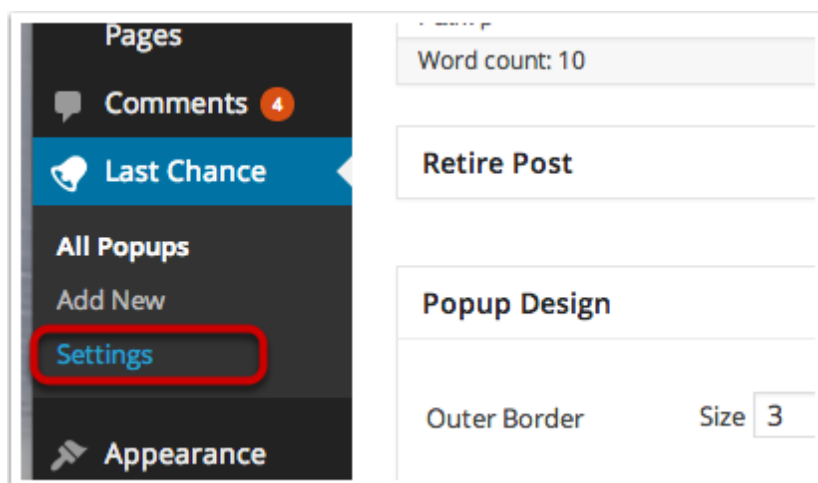 Pages
Comments 4
Last Chance
All Popups
Add New
Settings
Appearance
Word count: 10
Retire Post
Popup Design
Outer Border Size 3